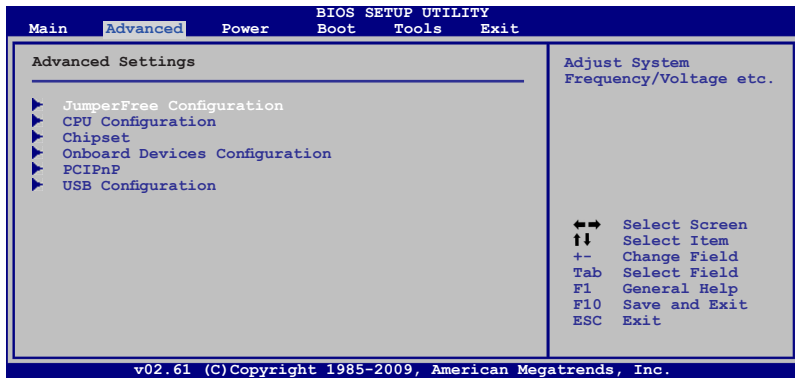 BIOS SETUP UTILITY
Main Advanced Power Boot Tools Exit
Advanced Settings
JumperFree Configuration
CPU Configuration
Chipset
Onboard Devices Configuration
PCIPnP
USB Configuration
Adjust System
Frequency/Voltage etc.
←→ Select Screen
↑↓ Select Item
+- Change Field
Tab Select Field
F1 General Help
F10 Save and Exit
ESC Exit
v02.61 (C)Copyright 1985-2009, American Megatrends, Inc.